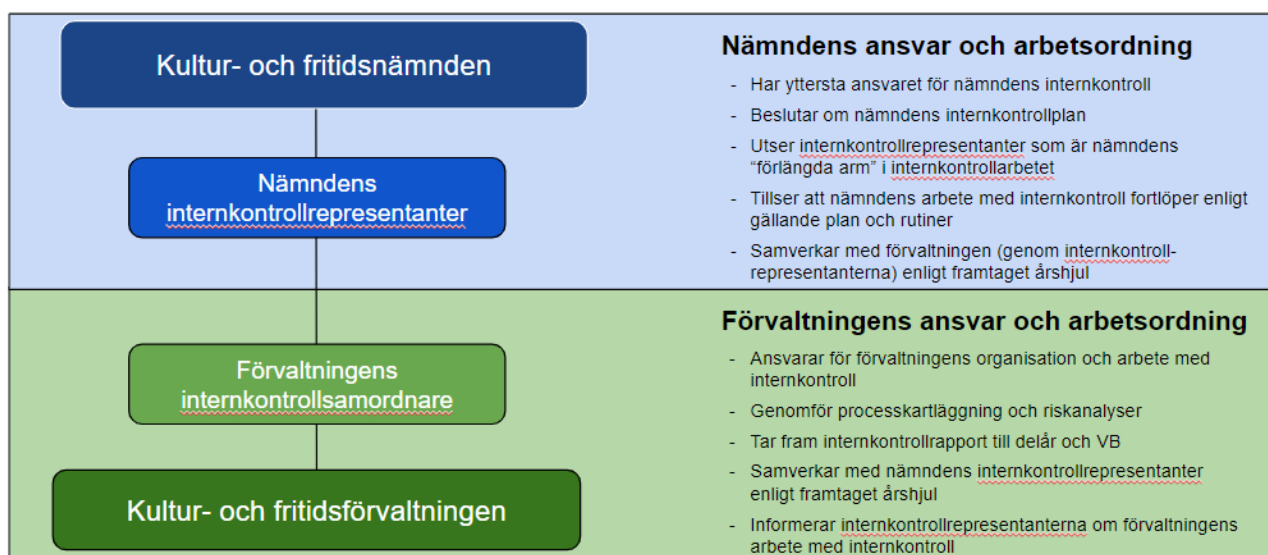 Kultur- och fritidsnämnden
Nämndens
internkontrollrepresentanter
Nämndens ansvar och arbetsordning
- Har yttersta ansvaret för nämndens internkontroll
- Beslutar om nämndens internkontrollplan
- Utser internkontrollrepresentanter som är nämndens
"förlängda arm" i internkontrollarbetet
- Tillser att nämndens arbete med internkontroll fortlöper enligt
gällande plan och rutiner
- Samverkar med förvaltningen (genom internkontroll-
representanterna) enligt framtaget årshjul
Förvaltningens
internkontrollsamordnare
Kultur- och fritidsförvaltningen
Förvaltningens ansvar och arbetsordning
- Ansvarar för förvaltningens organisation och arbete med
internkontroll
- Genomför processkartläggning och riskanalyser
- Tar fram internkontrollrapport till delår och VB
- Samverkar med nämndens internkontrollrepresentanter
enligt framtaget årshjul
- Informerar internkontrollrepresentanterna om förvaltningens
arbete med internkontroll